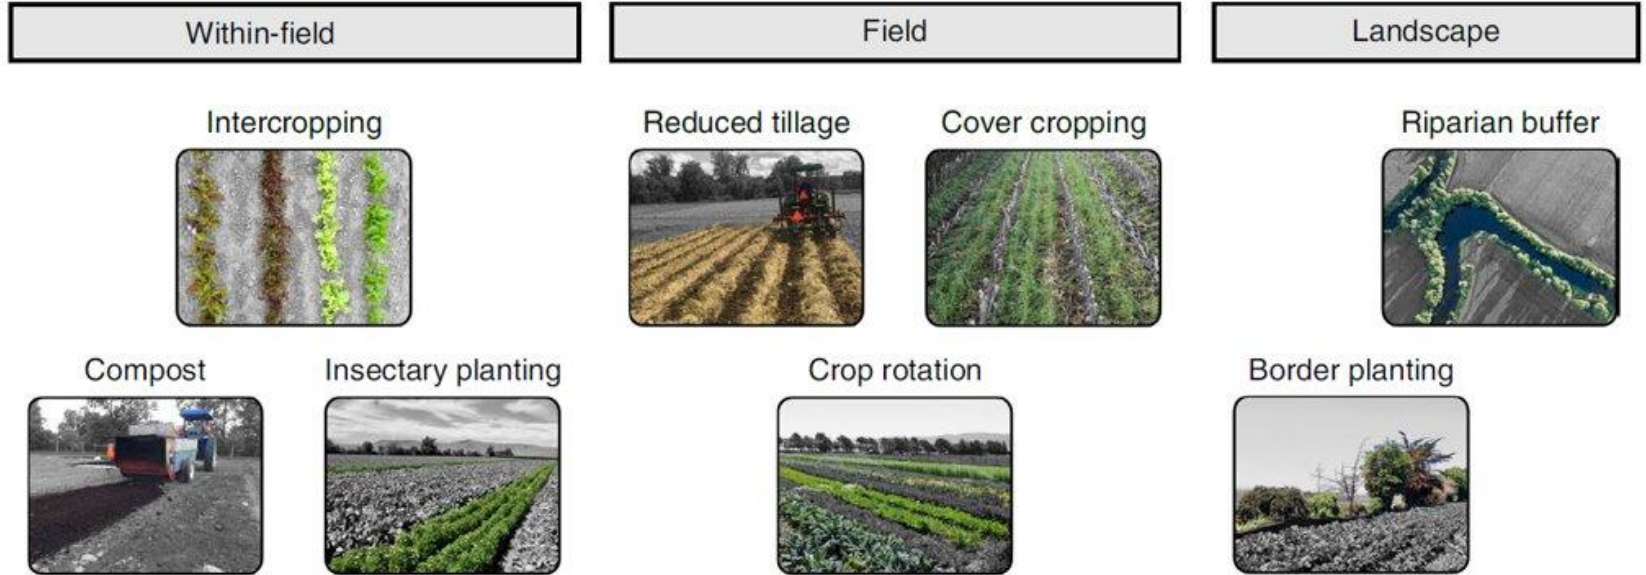 Within-field
Field
Landscape
Intercropping
Reduced tillage
Cover cropping
Riparian buffer
Compost
Insectary planting
Crop rotation
Border planting